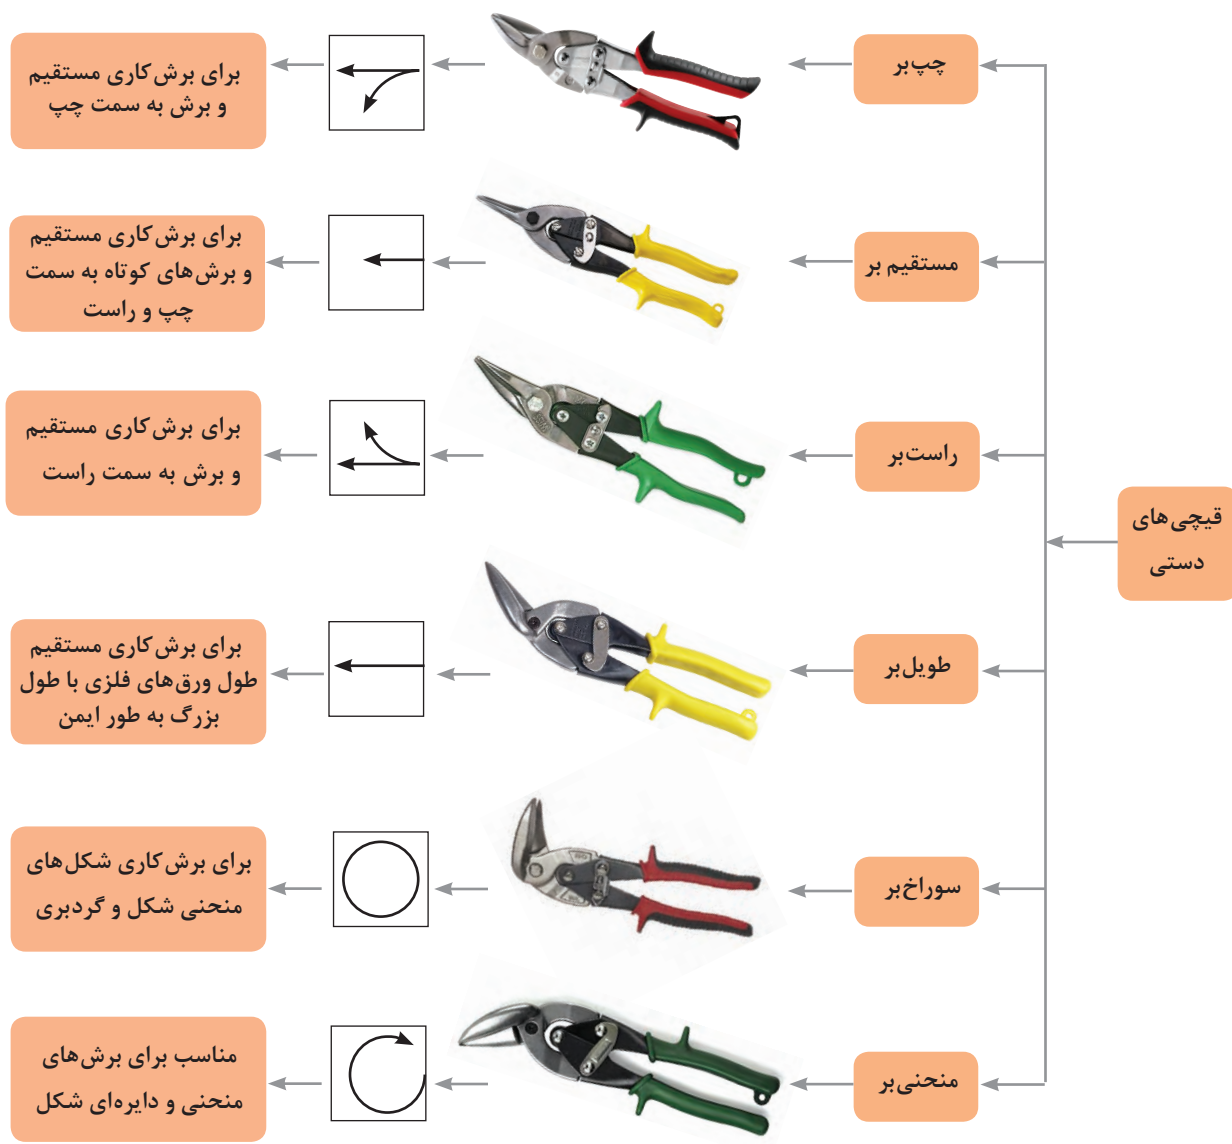 قیچی‌های
دستی
چپ‌بر
برای برش‌کاری مستقیم
و برش به سمت چپ
مستقیم بر
برای برش‌کاری مستقیم
و برش‌های کوتاه به سمت
چپ و راست
راست‌بر
برای برش‌کاری مستقیم
و برش به سمت راست
طویل‌بر
برای برش‌کاری مستقیم
طول ورق‌های فلزی با طول
بزرگ به طور ایمن
سوراخ‌بر
برای برش‌کاری شکل‌های
منحنی شکل و گردبری
منحنی‌بر
مناسب برای برش‌های
منحنی و دایره‌ای شکل